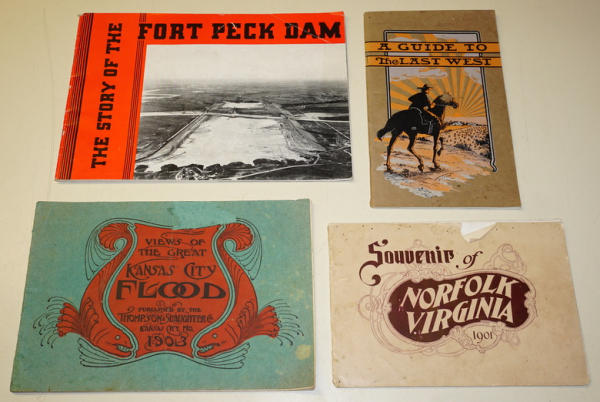 THE STORY OF THE
FORT PECK DAM
A GUIDE TO
The LAST WEST
VIEWS OF
THE GREAT
KANSAS CITY
FLOOD
PUBLISHED BY THE
THOMPSON & SLAUGHTER Co
KANSAS CITY, MO.
1903
Souvenir of
NORFOLK
VIRGINIA
1901